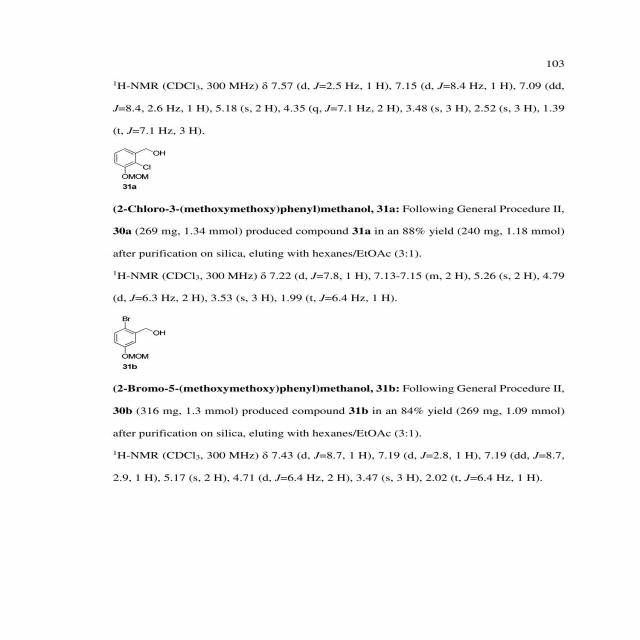 103
¹H-NMR (CDCl₃, 300 MHz) δ 7.57 (d, J=2.5 Hz, 1 H), 7.15 (d, J=8.4 Hz, 1 H), 7.09 (dd,
J=8.4, 2.6 Hz, 1 H), 5.18 (s, 2 H), 4.35 (q, J=7.1 Hz, 2 H), 3.48 (s, 3 H), 2.52 (s, 3 H), 1.39
(t, J=7.1 Hz, 3 H).
OH
Cl
OMOM
31a
(2-Chloro-3-(methoxymethoxy)phenyl)methanol, 31a: Following General Procedure II,
30a (269 mg, 1.34 mmol) produced compound 31a in an 88% yield (240 mg, 1.18 mmol)
after purification on silica, eluting with hexanes/EtOAc (3:1).
¹H-NMR (CDCl₃, 300 MHz) δ 7.22 (d, J=7.8, 1 H), 7.13-7.15 (m, 2 H), 5.26 (s, 2 H), 4.79
(d, J=6.3 Hz, 2 H), 3.53 (s, 3 H), 1.99 (t, J=6.4 Hz, 1 H).
Br
OH
OMOM
31b
(2-Bromo-5-(methoxymethoxy)phenyl)methanol, 31b: Following General Procedure II,
30b (316 mg, 1.3 mmol) produced compound 31b in an 84% yield (269 mg, 1.09 mmol)
after purification on silica, eluting with hexanes/EtOAc (3:1).
¹H-NMR (CDCl₃, 300 MHz) δ 7.43 (d, J=8.7, 1 H), 7.19 (d, J=2.8, 1 H), 7.19 (dd, J=8.7,
2.9, 1 H), 5.17 (s, 2 H), 4.71 (d, J=6.4 Hz, 2 H), 3.47 (s, 3 H), 2.02 (t, J=6.4 Hz, 1 H).